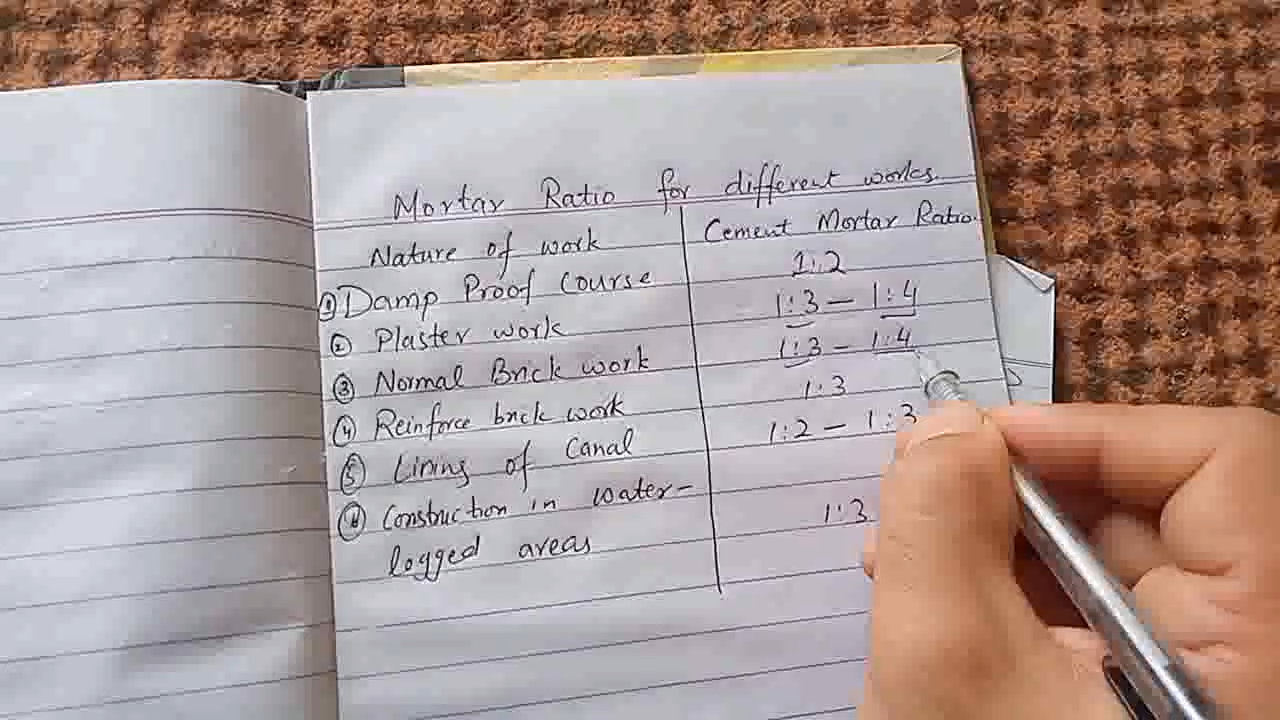 Mortar Ratio for different works.
Nature of work Cement Mortar Ratio.
① Damp Proof Course 1:2
② Plaster work 1:3 – 1:4
③ Normal Brick work 1:3 – 1:4
④ Reinforce brick work 1:3
⑤ Lining of Canal 1:2 – 1:3
⑥ Construction in water-
logged areas 1:3